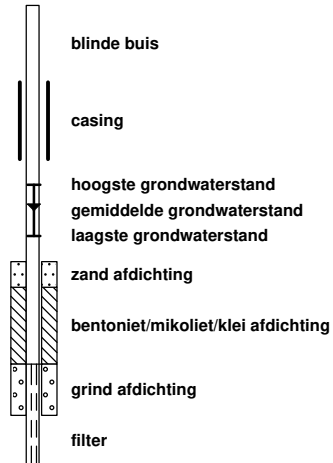 blinde buis
casing
hoogste grondwaterstand
gemiddelde grondwaterstand
laagste grondwaterstand
zand afdichting
bentoniet/mikoliet/klei afdichting
grind afdichting
filter